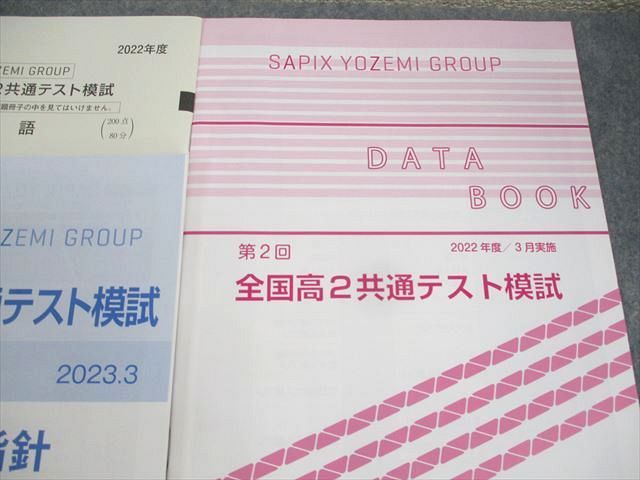 2022年度
ZEMI GROUP
2共通テスト模試
冊子の中を見てはいけません。
語
(200点
80分)
ZEMI GROUP
テスト模試
2023.3
指針
SAPIX YOZEMI GROUP
DATA
BOOK
第2回
2022年度/3月実施
全国高2共通テスト模試